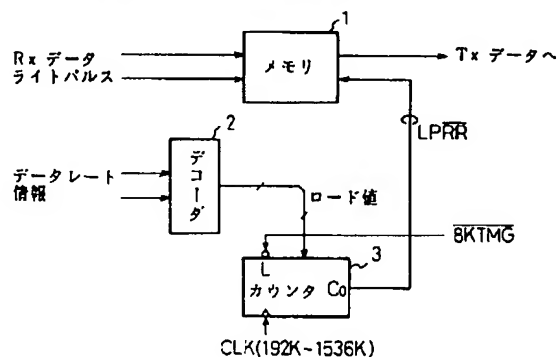 1
Rx データ
ライトパルス
メモリ
Tx データへ
LPR̅R̅
2
データレート
情報
デコーダ
ロード値
8KTMG
3
L
カウンタ Co
CLK(192K~1536K)